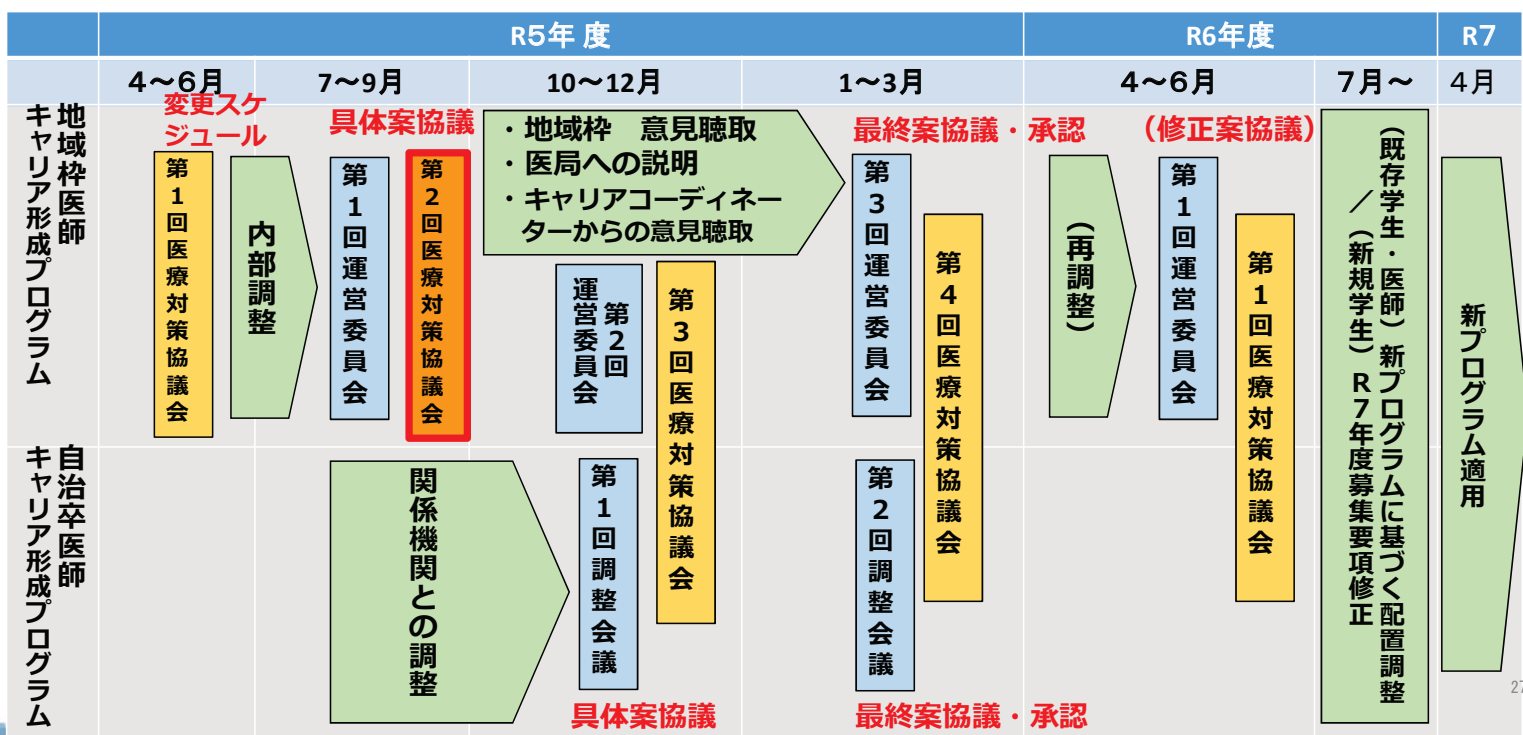 R5年度
R6年度
R7
4～6月
7～9月
10～12月
1～3月
4～6月
7月～
4月
地域枠医師
キャリア形成プログラム
変更スケ
ジュール
第1回医療対策協議会
内部調整
具体案協議
第1回運営委員会
第2回医療対策協議会
・地域枠 意見聴取
・医局への説明
・キャリアコーディネー
ターからの意見聴取
第2回
運営委員会
第3回医療対策協議会
最終案協議・承認
第3回運営委員会
第4回医療対策協議会
（再調整）
（修正案協議）
第1回運営委員会
第1回医療対策協議会
（既存学生・医師）新プログラムに基づく配置調整
／（新規学生）R7年度募集要項修正
新プログラム適用
自治卒医師
キャリア形成プログラム
関係機関との調整
第1回調整会議
具体案協議
第2回調整会議
最終案協議・承認
27